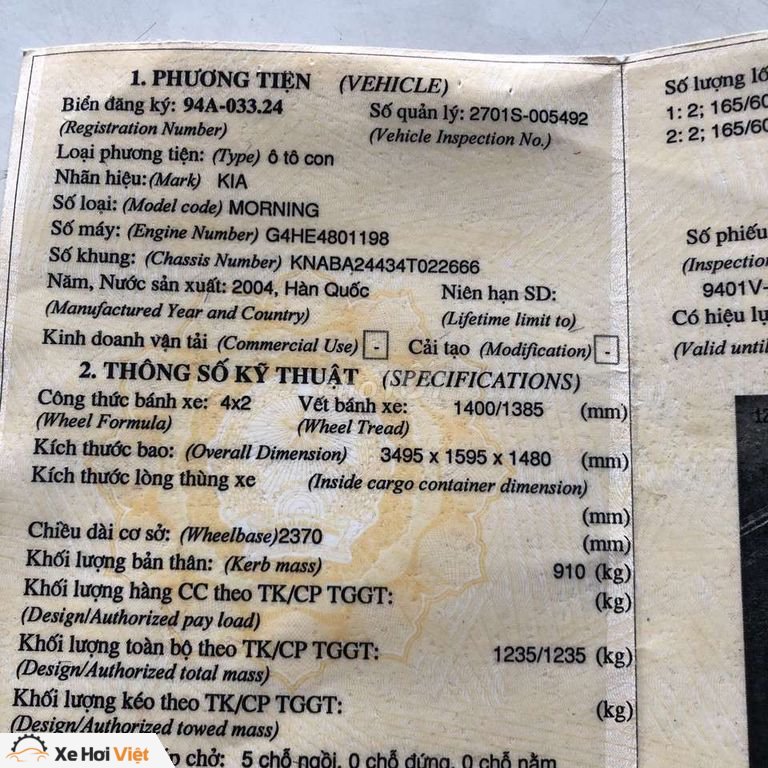 1. PHƯƠNG TIỆN (VEHICLE)
Biển đăng ký: 94A-033.24 Số quản lý: 2701S-005492
(Registration Number) (Vehicle Inspection No.)
Loại phương tiện: (Type) ô tô con
Nhãn hiệu: (Mark) KIA
Số loại: (Model code) MORNING
Số máy: (Engine Number) G4HE4801198
Số khung: (Chassis Number) KNABA24434T022666
Năm, Nước sản xuất: 2004, Hàn Quốc Niên hạn SD:
(Manufactured Year and Country) (Lifetime limit to)
Kinh doanh vận tải (Commercial Use) - Cải tạo (Modification) -
2. THÔNG SỐ KỸ THUẬT (SPECIFICATIONS)
Công thức bánh xe: 4x2 Vết bánh xe: 1400/1385 (mm)
(Wheel Formula) (Wheel Tread)
Kích thước bao: (Overall Dimension) 3495 x 1595 x 1480 (mm)
Kích thước lòng thùng xe (Inside cargo container dimension)
(mm)
Chiều dài cơ sở: (Wheelbase)2370 (mm)
Khối lượng bản thân: (Kerb mass) 910 (kg)
Khối lượng hàng CC theo TK/CP TGGT: (kg)
(Design/Authorized pay load)
Khối lượng toàn bộ theo TK/CP TGGT: 1235/1235 (kg)
(Design/Authorized total mass)
Khối lượng kéo theo TK/CP TGGT: (kg)
(Design/Authorized towed mass)
chở: 5 chỗ ngồi, 0 chỗ đứng, 0 chỗ nằm
Số lượng
1: 2; 165/60
2: 2; 165/60
Số phiếu
(Inspection
9401V-
Có hiệu
(Valid until
Xe Hơi Việt